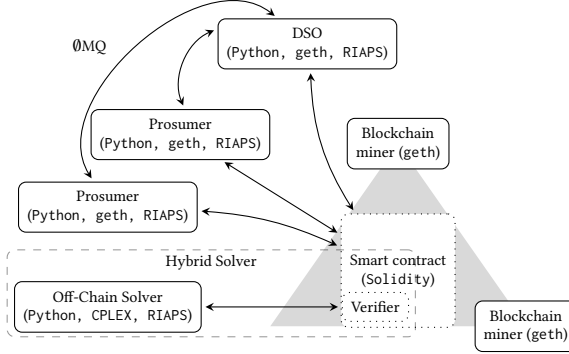 DSO
(Python, geth, RIAPS)
∅MQ
Prosumer
(Python, geth, RIAPS)
Blockchain
miner (geth)
Prosumer
(Python, geth, RIAPS)
Hybrid Solver
Smart contract
(Solidity)
Off-Chain Solver
(Python, CPLEX, RIAPS)
Verifier
Blockchain
miner (geth)